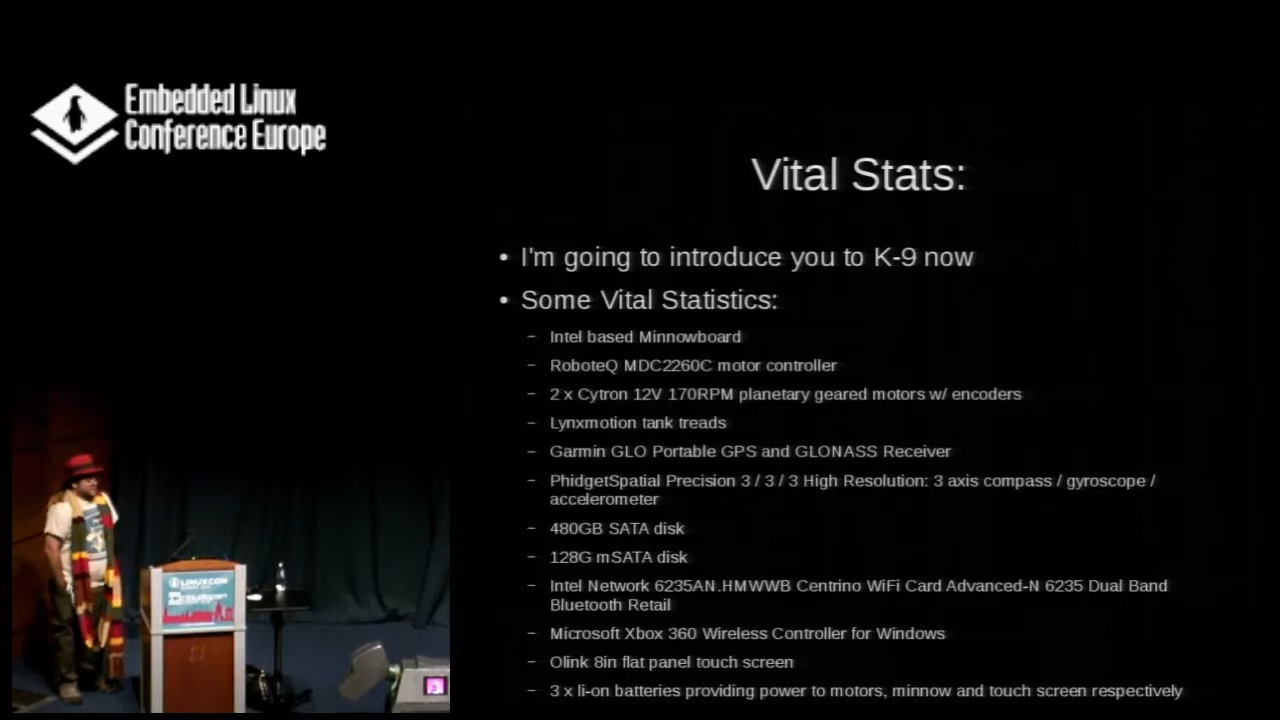 Embedded Linux
Conference Europe
Vital Stats:
• I'm going to introduce you to K-9 now
• Some Vital Statistics:
– Intel based Minnowboard
– RoboteQ MDC2260C motor controller
– 2 x Cytron 12V 170RPM planetary geared motors w/ encoders
– Lynxmotion tank treads
– Garmin GLO Portable GPS and GLONASS Receiver
– PhidgetSpatial Precision 3 / 3 / 3 High Resolution: 3 axis compass / gyroscope /
accelerometer
– 480GB SATA disk
– 128G mSATA disk
– Intel Network 6235AN.HMWWB Centrino WiFi Card Advanced-N 6235 Dual Band
Bluetooth Retail
– Microsoft Xbox 360 Wireless Controller for Windows
– Olink 8in flat panel touch screen
– 3 x li-on batteries providing power to motors, minnow and touch screen respectively
LINUXCON